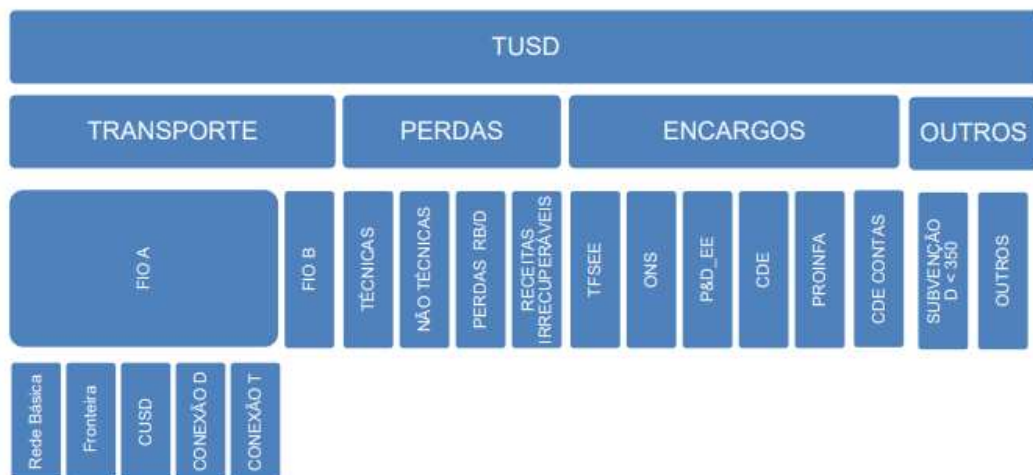 TUSD
TRANSPORTE
PERDAS
ENCARGOS
OUTROS
FIO A
FIO B
TÉCNICAS
NÃO TÉCNICAS
PERDAS RB/D
RECEITAS
IRRECUPERÁVEIS
TFSEE
ONS
P&D_EE
CDE
PROINFA
CDE CONTAS
SUBVENÇÃO
D < 350
OUTROS
Rede Básica
Fronteira
CUSD
CONEXÃO D
CONEXÃO T